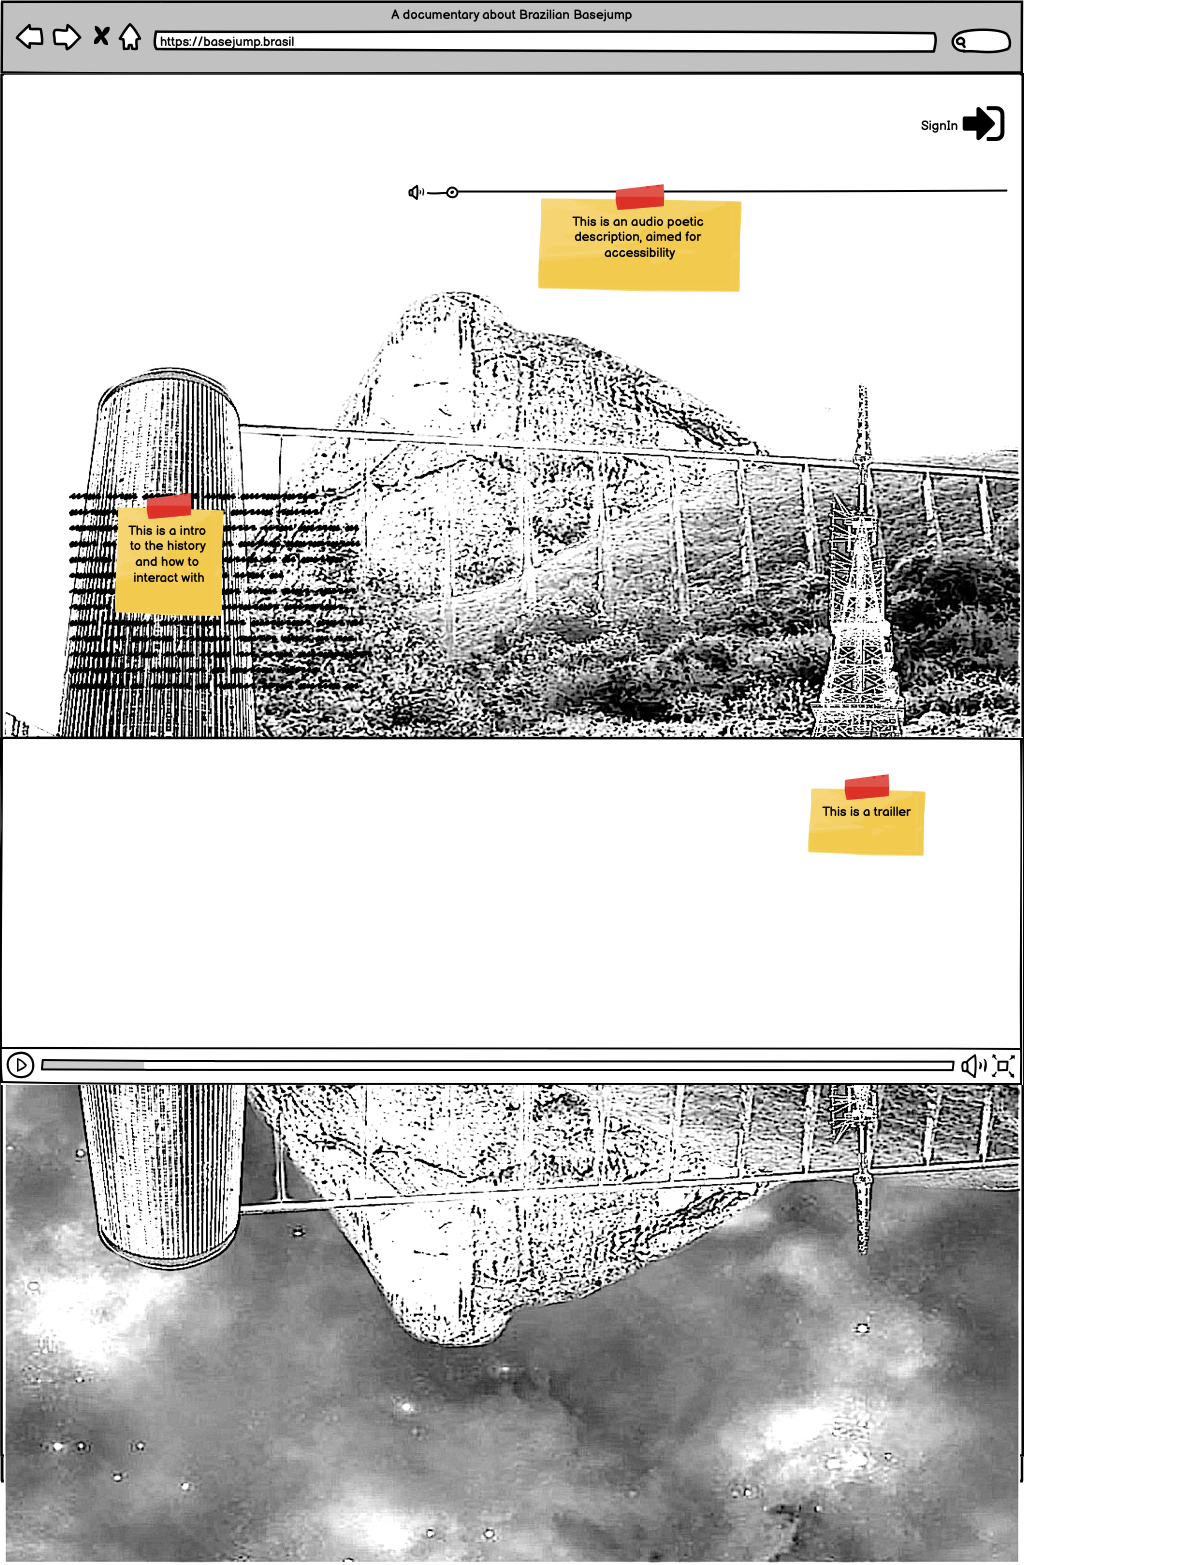 A documentary about Brazilian Basejump
https://basejump.brasil
SignIn
This is an audio poetic
description, aimed for
accessibility
This is a intro
to the history
and how to
interact with
This is a trailler